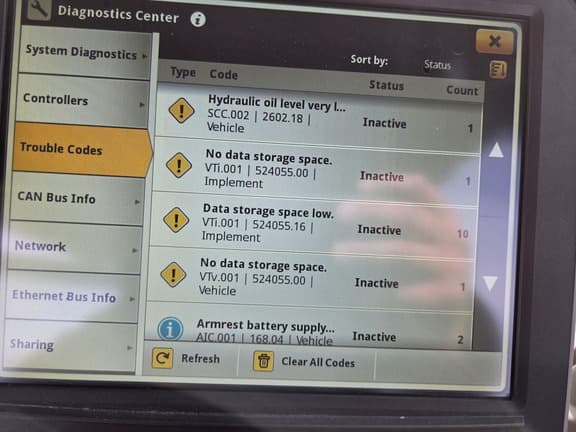 Diagnostics Center
System Diagnostics
Controllers
Trouble Codes
CAN Bus Info
Network
Ethernet Bus Info
Sharing
Sort by: Status
Type Code Status Count
Hydraulic oil level very l...
SCC.002 | 2602.18 |
Vehicle
Inactive
1
No data storage space.
VTi.001 | 524055.00 |
Implement
Inactive
1
Data storage space low.
VTi.001 | 524055.16 |
Implement
Inactive
10
No data storage space.
VTv.001 | 524055.00 |
Vehicle
Inactive
1
Armrest battery supply...
AIC.001 | 168.04 | Vehicle
Inactive
2
Refresh
Clear All Codes